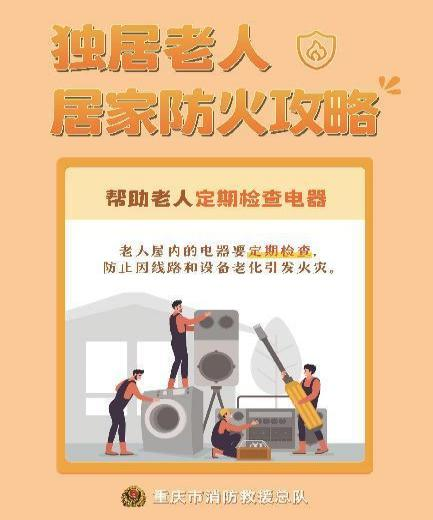 独居老人
居家防火攻略
帮助老人定期检查电器
老人屋内的电器要定期检查，
防止因线路和设备老化引发火灾。
重庆市消防救援总队